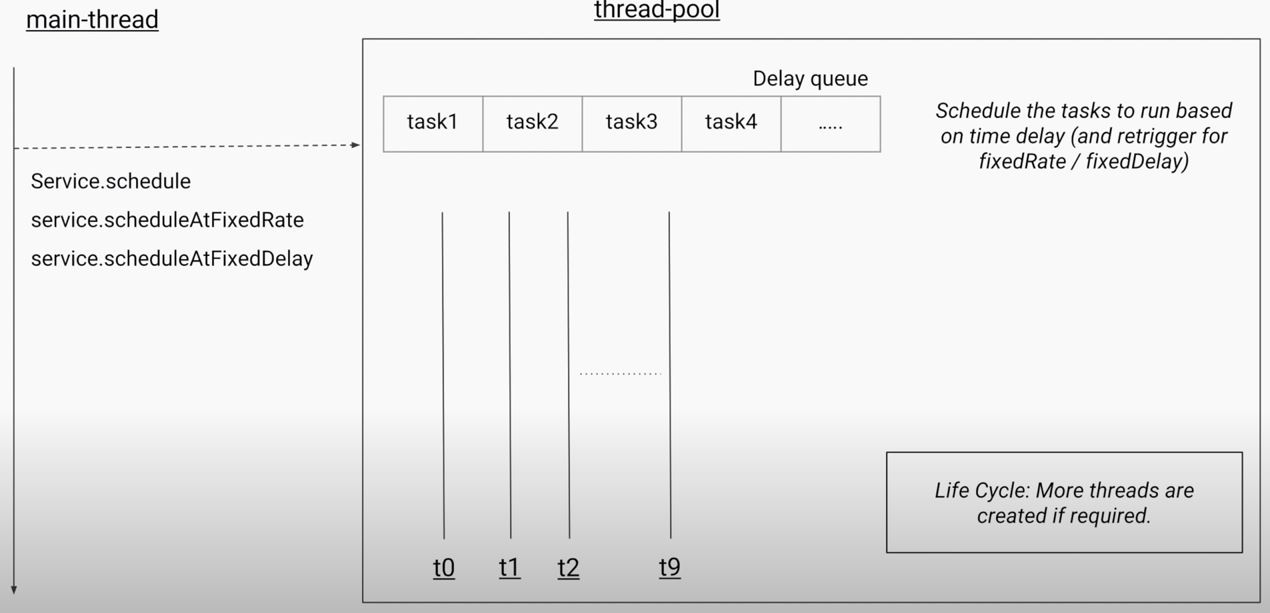 main-thread
thread-pool
Delay queue
task1 task2 task3 task4 .....
Schedule the tasks to run based
on time delay (and retrigger for
fixedRate / fixedDelay)
Service.schedule
service.scheduleAtFixedRate
service.scheduleAtFixedDelay
Life Cycle: More threads are
created if required.
t0 t1 t2 t9